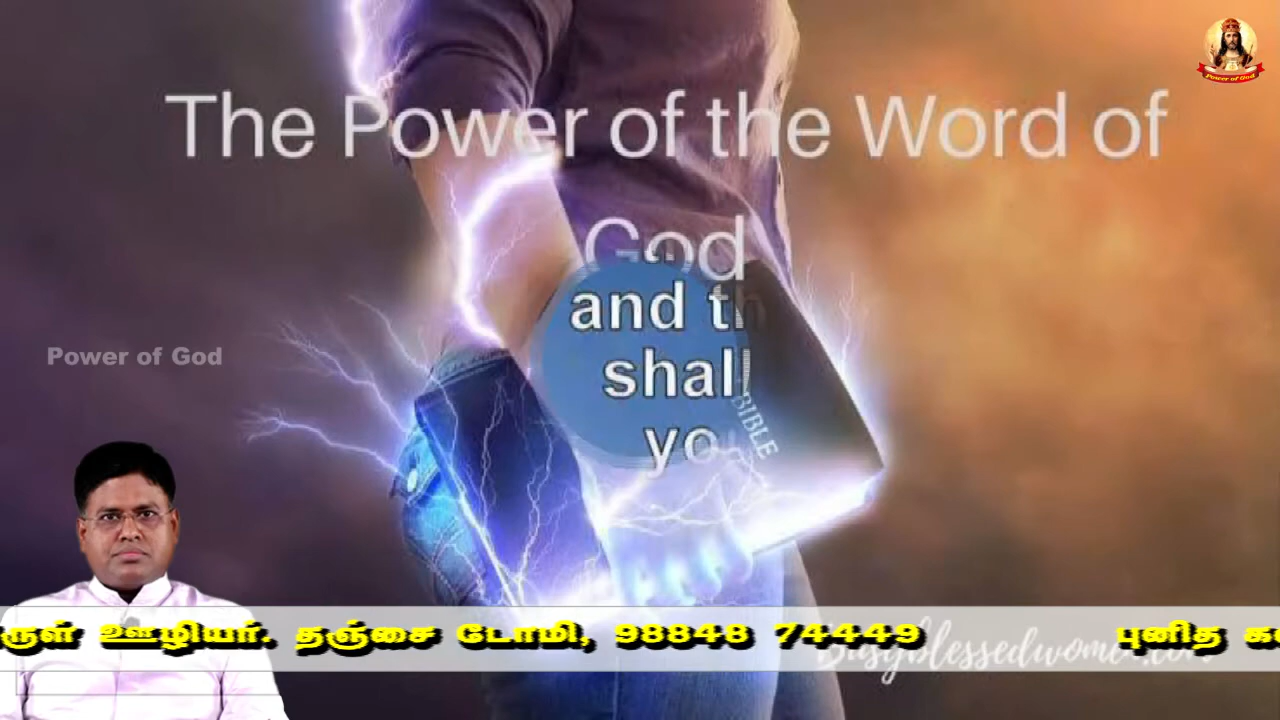 Power of God
The Power of the Word of
God
and th
shall
yo
BIBLE
Power of God
ருள் ஊழியர். தஞ்சை டோமி, 98848 74449 புனித